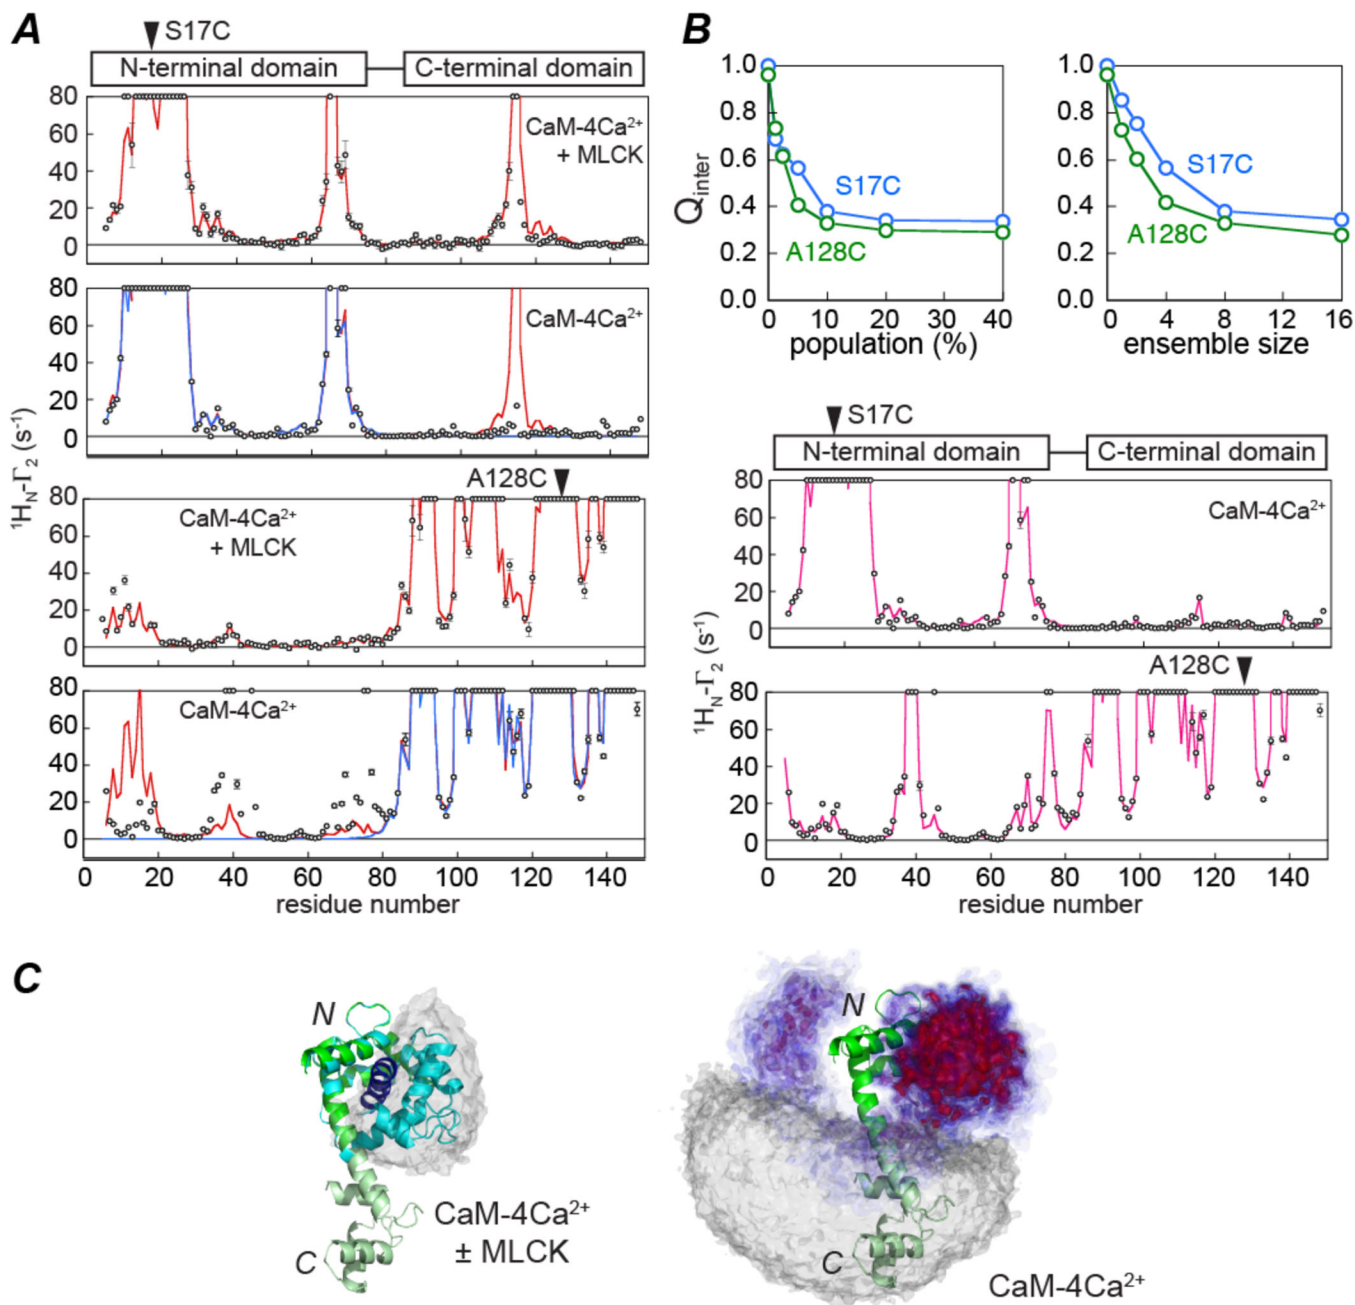 A
S17C
N-terminal domain
C-terminal domain
80
60
40
20
0
CaM-4Ca²⁺
+ MLCK
80
60
40
20
0
CaM-4Ca²⁺
¹H_N-Γ₂ (s⁻¹)
A128C
80
60
40
20
0
CaM-4Ca²⁺
+ MLCK
80
60
40
20
0
CaM-4Ca²⁺
0 20 40 60 80 100 120 140
residue number
B
1.0
0.8
0.6
0.4
0.2
0.0
Q_inter
S17C
A128C
0 10 20 30 40
population (%)
1.0
0.8
0.6
0.4
0.2
0.0
S17C
A128C
0 4 8 12 16
ensemble size
S17C
N-terminal domain
C-terminal domain
80
60
40
20
0
CaM-4Ca²⁺
¹H_N-Γ₂ (s⁻¹)
A128C
80
60
40
20
0
0 20 40 60 80 100 120 140
residue number
C
N
C
CaM-4Ca²⁺
± MLCK
N
C
CaM-4Ca²⁺